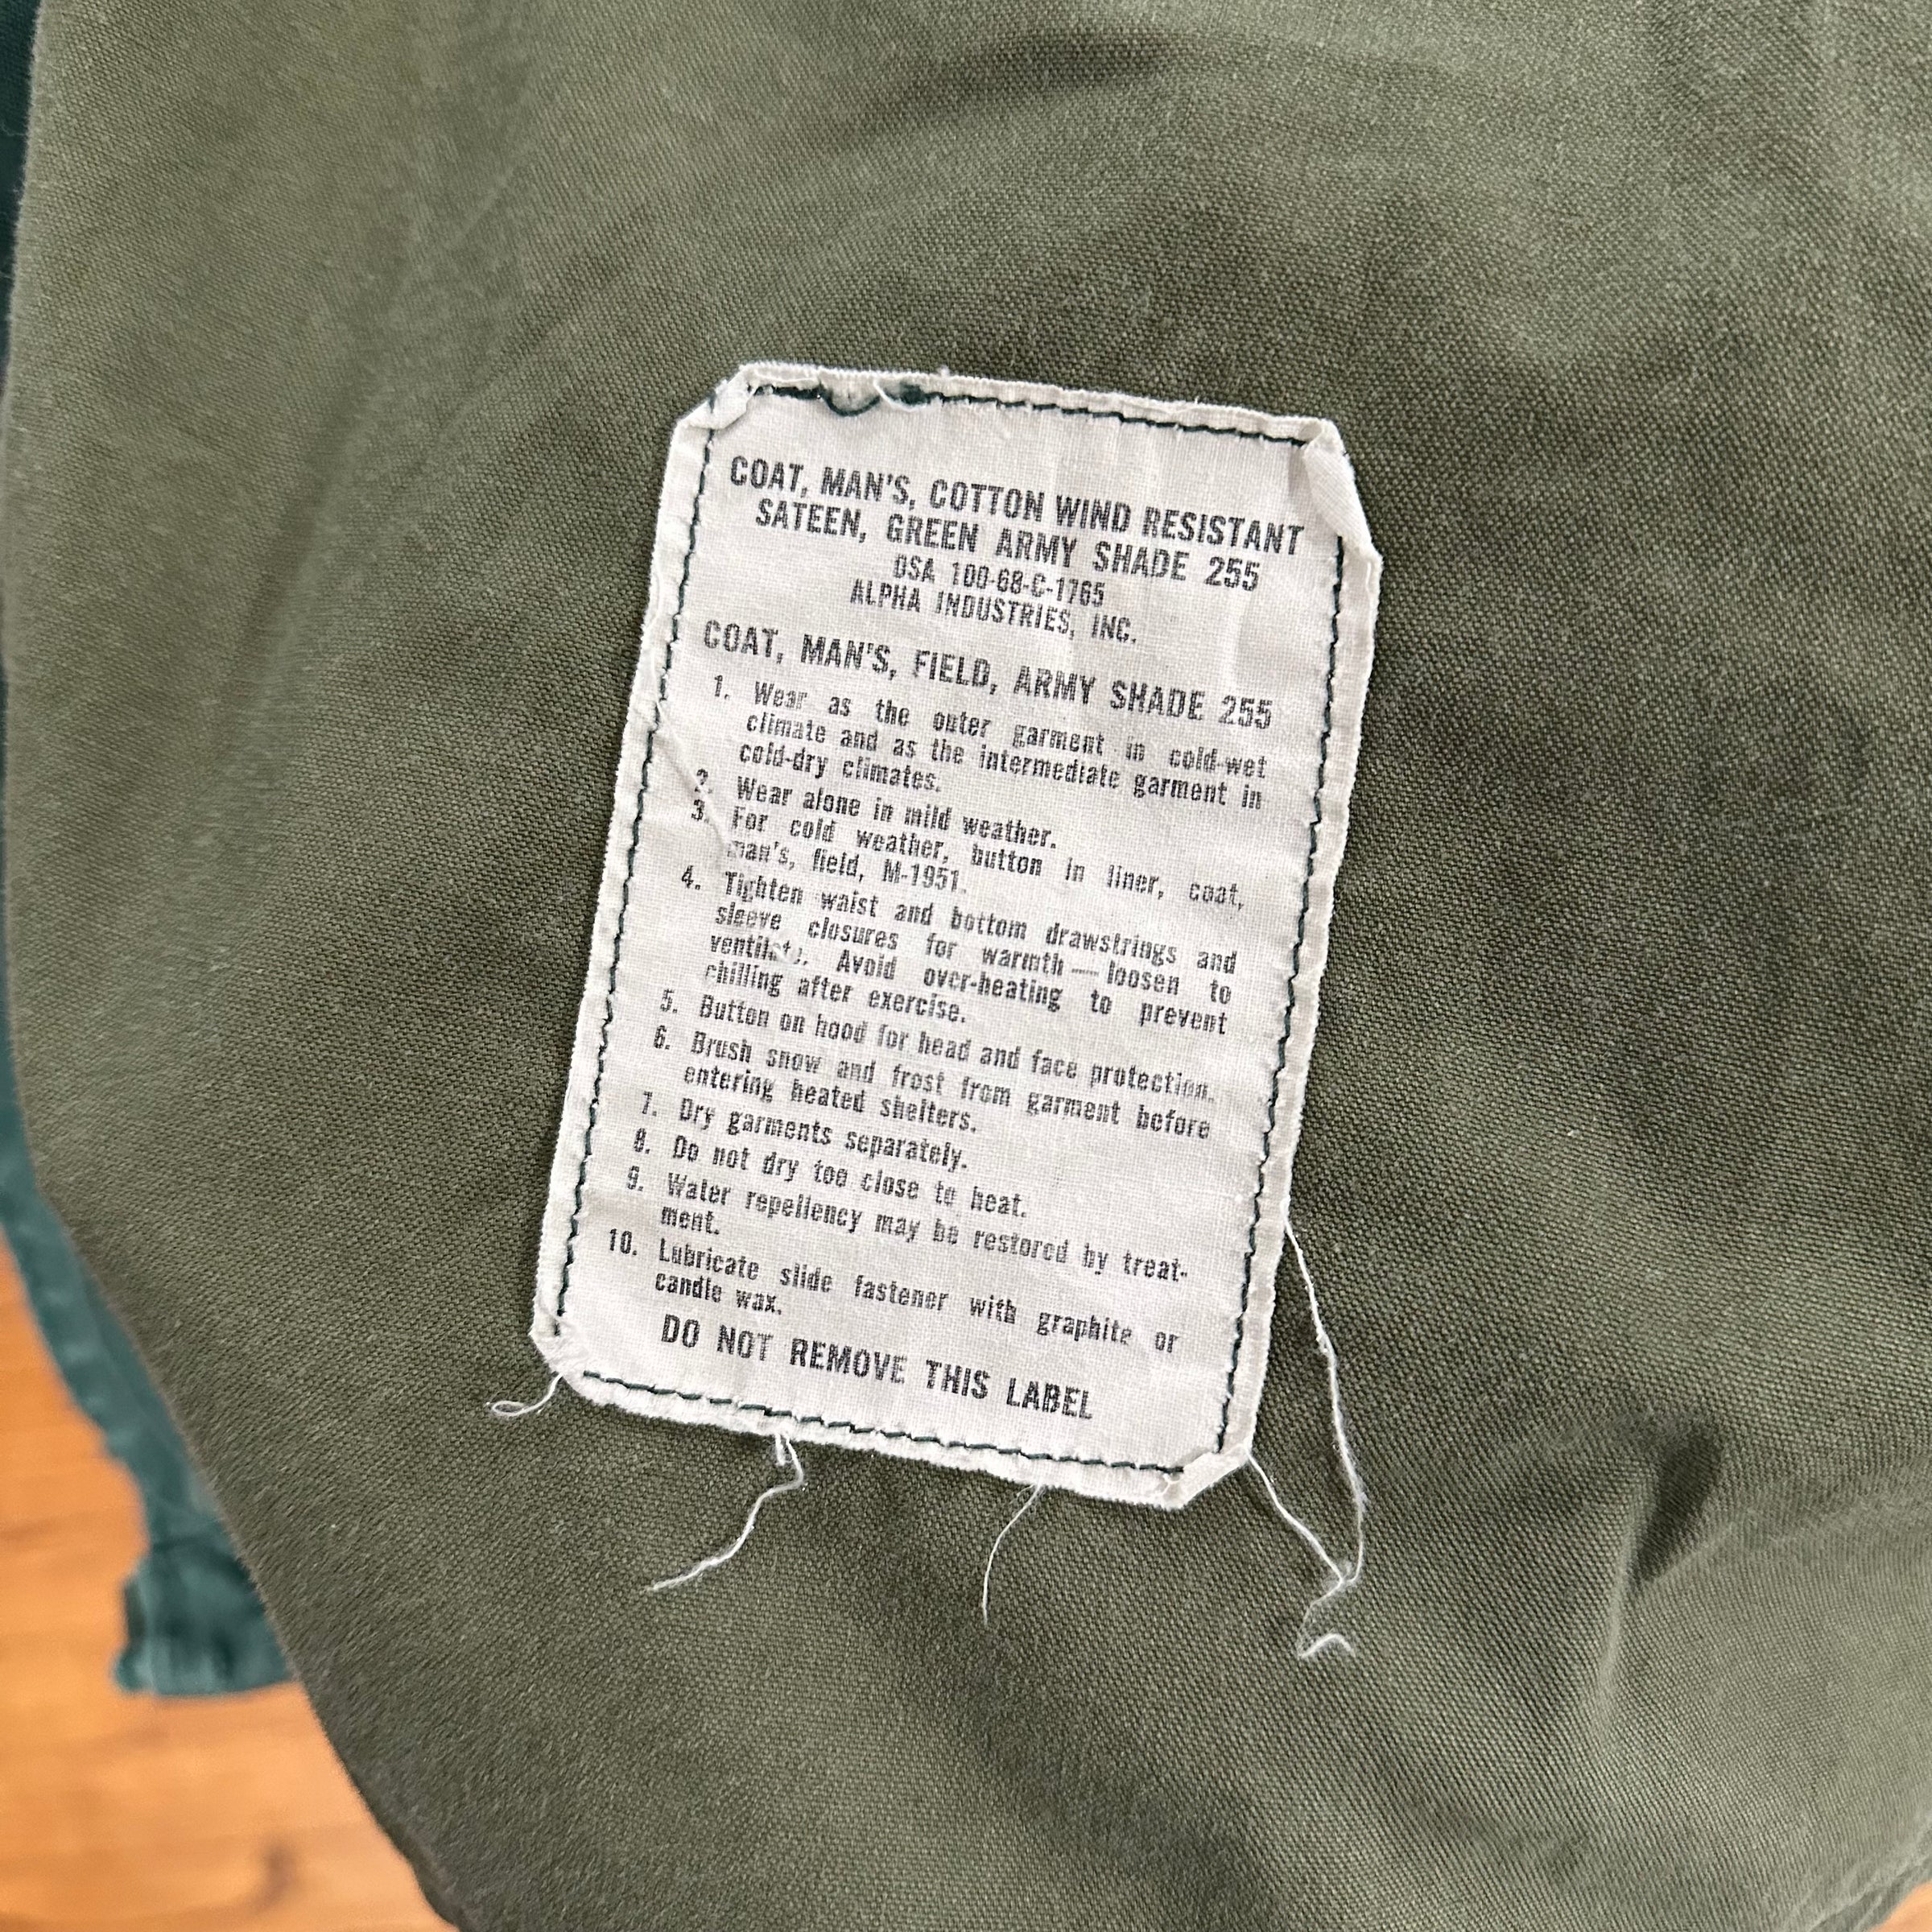 COAT, MAN'S, COTTON WIND RESISTANT
SATEEN, GREEN ARMY SHADE 255
DSA 100-68-C-1765
ALPHA INDUSTRIES, INC.
COAT, MAN'S, FIELD, ARMY SHADE 255
1. Wear as the outer garment in cold-wet
climate and as the intermediate garment in
cold-dry climates.
2. Wear alone in mild weather.
3. For cold weather, button in liner, coat,
man's, field, M-1951.
4. Tighten waist and bottom drawstrings and
sleeve closures for warmth — loosen to
ventilate. Avoid over-heating to prevent
chilling after exercise.
5. Button on hood for head and face protection.
6. Brush snow and frost from garment before
entering heated shelters.
7. Dry garments separately.
8. Do not dry too close to heat.
9. Water repellency may be restored by treat-
ment.
10. Lubricate slide fastener with graphite or
candle wax.
DO NOT REMOVE THIS LABEL